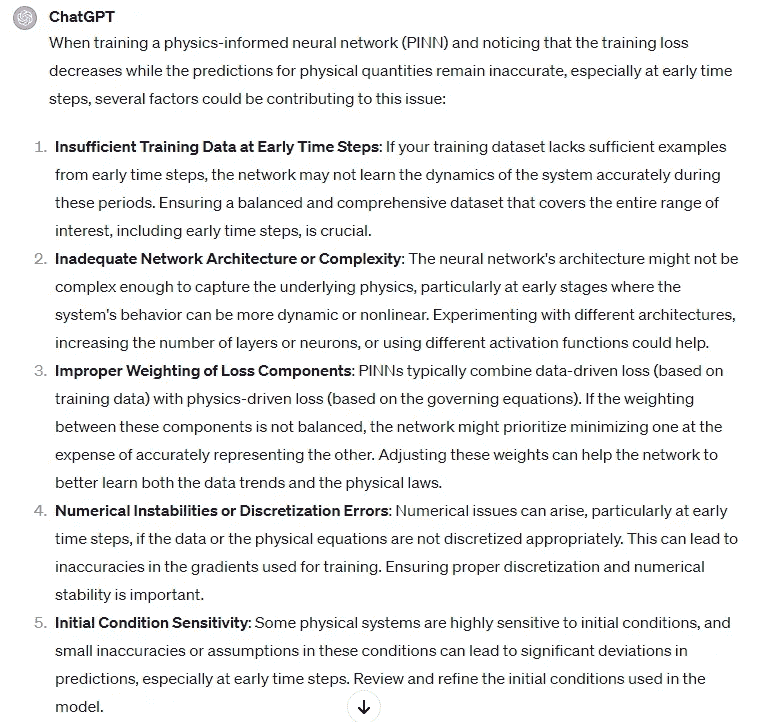 ChatGPT
When training a physics-informed neural network (PINN) and noticing that the training loss
decreases while the predictions for physical quantities remain inaccurate, especially at early time
steps, several factors could be contributing to this issue:
1. Insufficient Training Data at Early Time Steps: If your training dataset lacks sufficient examples
from early time steps, the network may not learn the dynamics of the system accurately during
these periods. Ensuring a balanced and comprehensive dataset that covers the entire range of
interest, including early time steps, is crucial.
2. Inadequate Network Architecture or Complexity: The neural network's architecture might not be
complex enough to capture the underlying physics, particularly at early stages where the
system's behavior can be more dynamic or nonlinear. Experimenting with different architectures,
increasing the number of layers or neurons, or using different activation functions could help.
3. Improper Weighting of Loss Components: PINNs typically combine data-driven loss (based on
training data) with physics-driven loss (based on the governing equations). If the weighting
between these components is not balanced, the network might prioritize minimizing one at the
expense of accurately representing the other. Adjusting these weights can help the network to
better learn both the data trends and the physical laws.
4. Numerical Instabilities or Discretization Errors: Numerical issues can arise, particularly at early
time steps, if the data or the physical equations are not discretized appropriately. This can lead to
inaccuracies in the gradients used for training. Ensuring proper discretization and numerical
stability is important.
5. Initial Condition Sensitivity: Some physical systems are highly sensitive to initial conditions, and
small inaccuracies or assumptions in these conditions can lead to significant deviations in
predictions, especially at early time steps. Review and refine the initial conditions used in the
model.